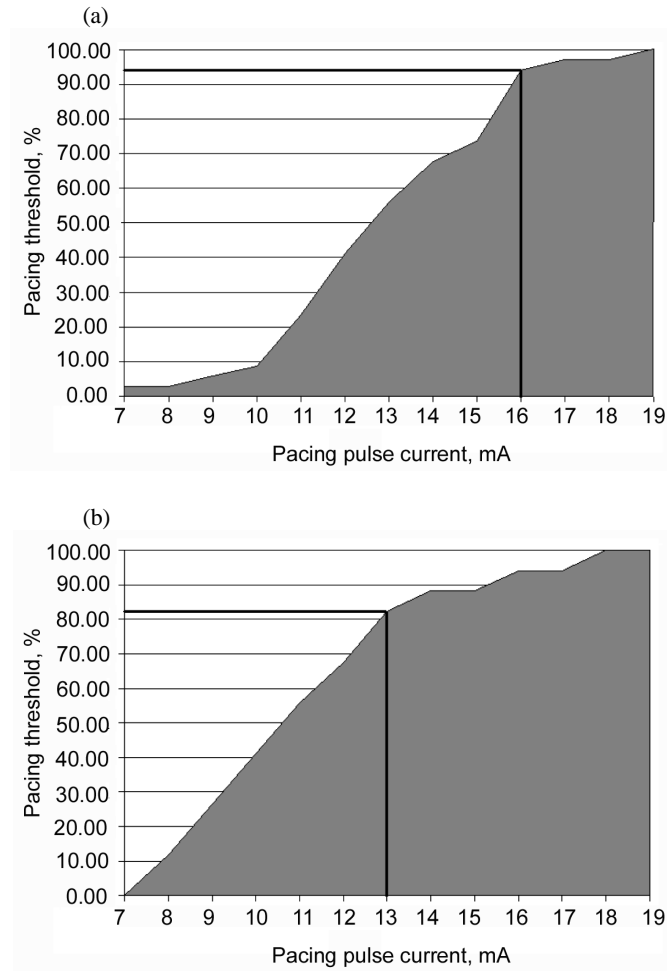 (a)
100.00
90.00
80.00
70.00
60.00
50.00
40.00
30.00
20.00
10.00
0.00
Pacing threshold, %
7 8 9 10 11 12 13 14 15 16 17 18 19
Pacing pulse current, mA
(b)
100.00
90.00
80.00
70.00
60.00
50.00
40.00
30.00
20.00
10.00
0.00
Pacing threshold, %
7 8 9 10 11 12 13 14 15 16 17 18 19
Pacing pulse current, mA